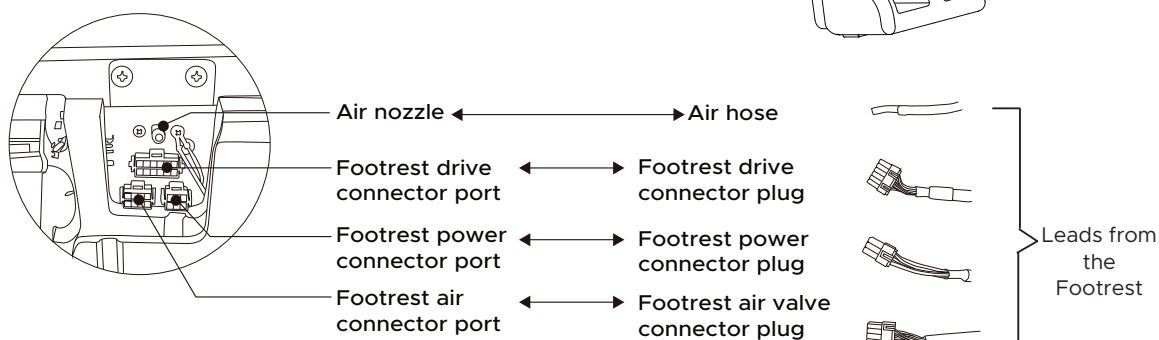 Air nozzle
Air hose
Footrest drive
connector port
Footrest drive
connector plug
Footrest power
connector port
Footrest power
connector plug
Footrest air
connector port
Footrest air valve
connector plug
Leads from
the
Footrest